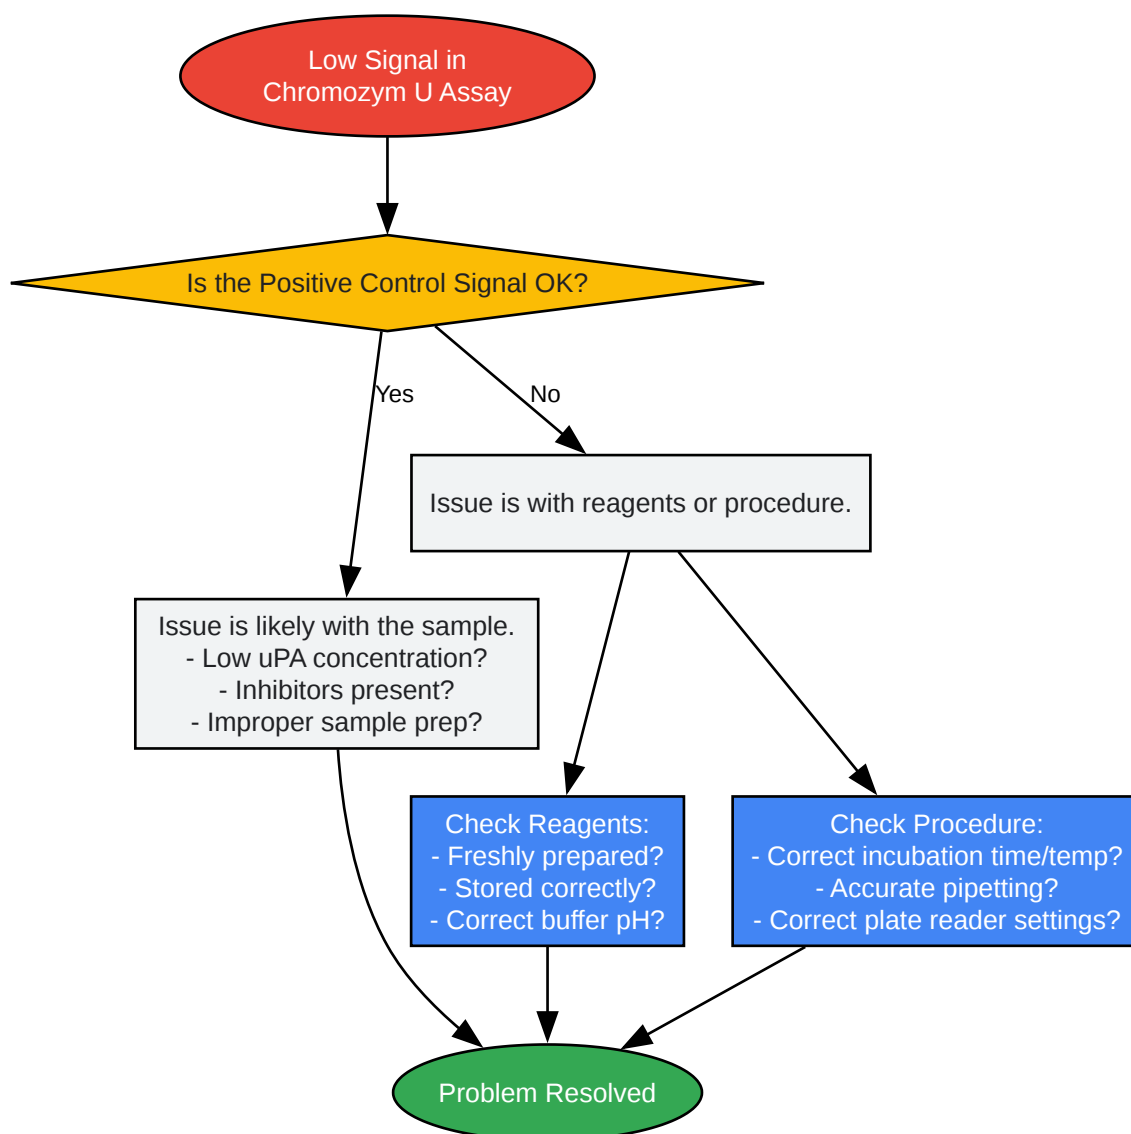 Low Signal in
Chromozym U Assay
Is the Positive Control Signal OK?
Yes
No
Issue is with reagents or procedure.
Issue is likely with the sample.
- Low uPA concentration?
- Inhibitors present?
- Improper sample prep?
Check Reagents:
- Freshly prepared?
- Stored correctly?
- Correct buffer pH?
Check Procedure:
- Correct incubation time/temp?
- Accurate pipetting?
- Correct plate reader settings?
Problem Resolved